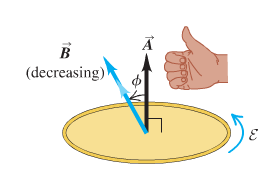 B⃗
(decreasing)
ϕ
A⃗
ℰ